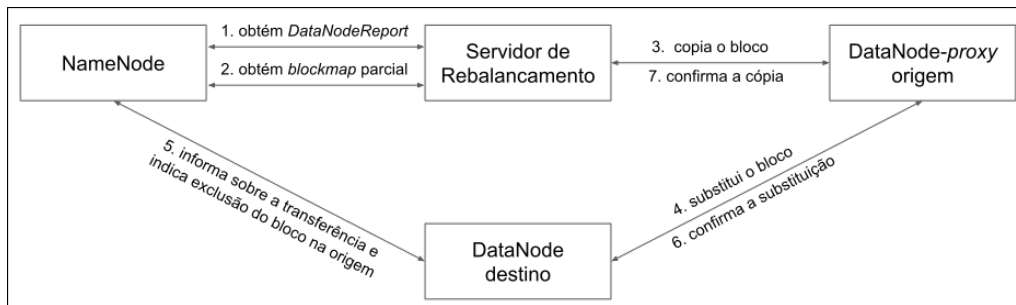 NameNode
1. obtém DataNodeReport
2. obtém blockmap parcial
Servidor de
Rebalancamento
3. copia o bloco
7. confirma a cópia
DataNode-proxy
origem
5. informa sobre a transferência e
indica exclusão do bloco na origem
4. substitui o bloco
6. confirma a substituição
DataNode
destino